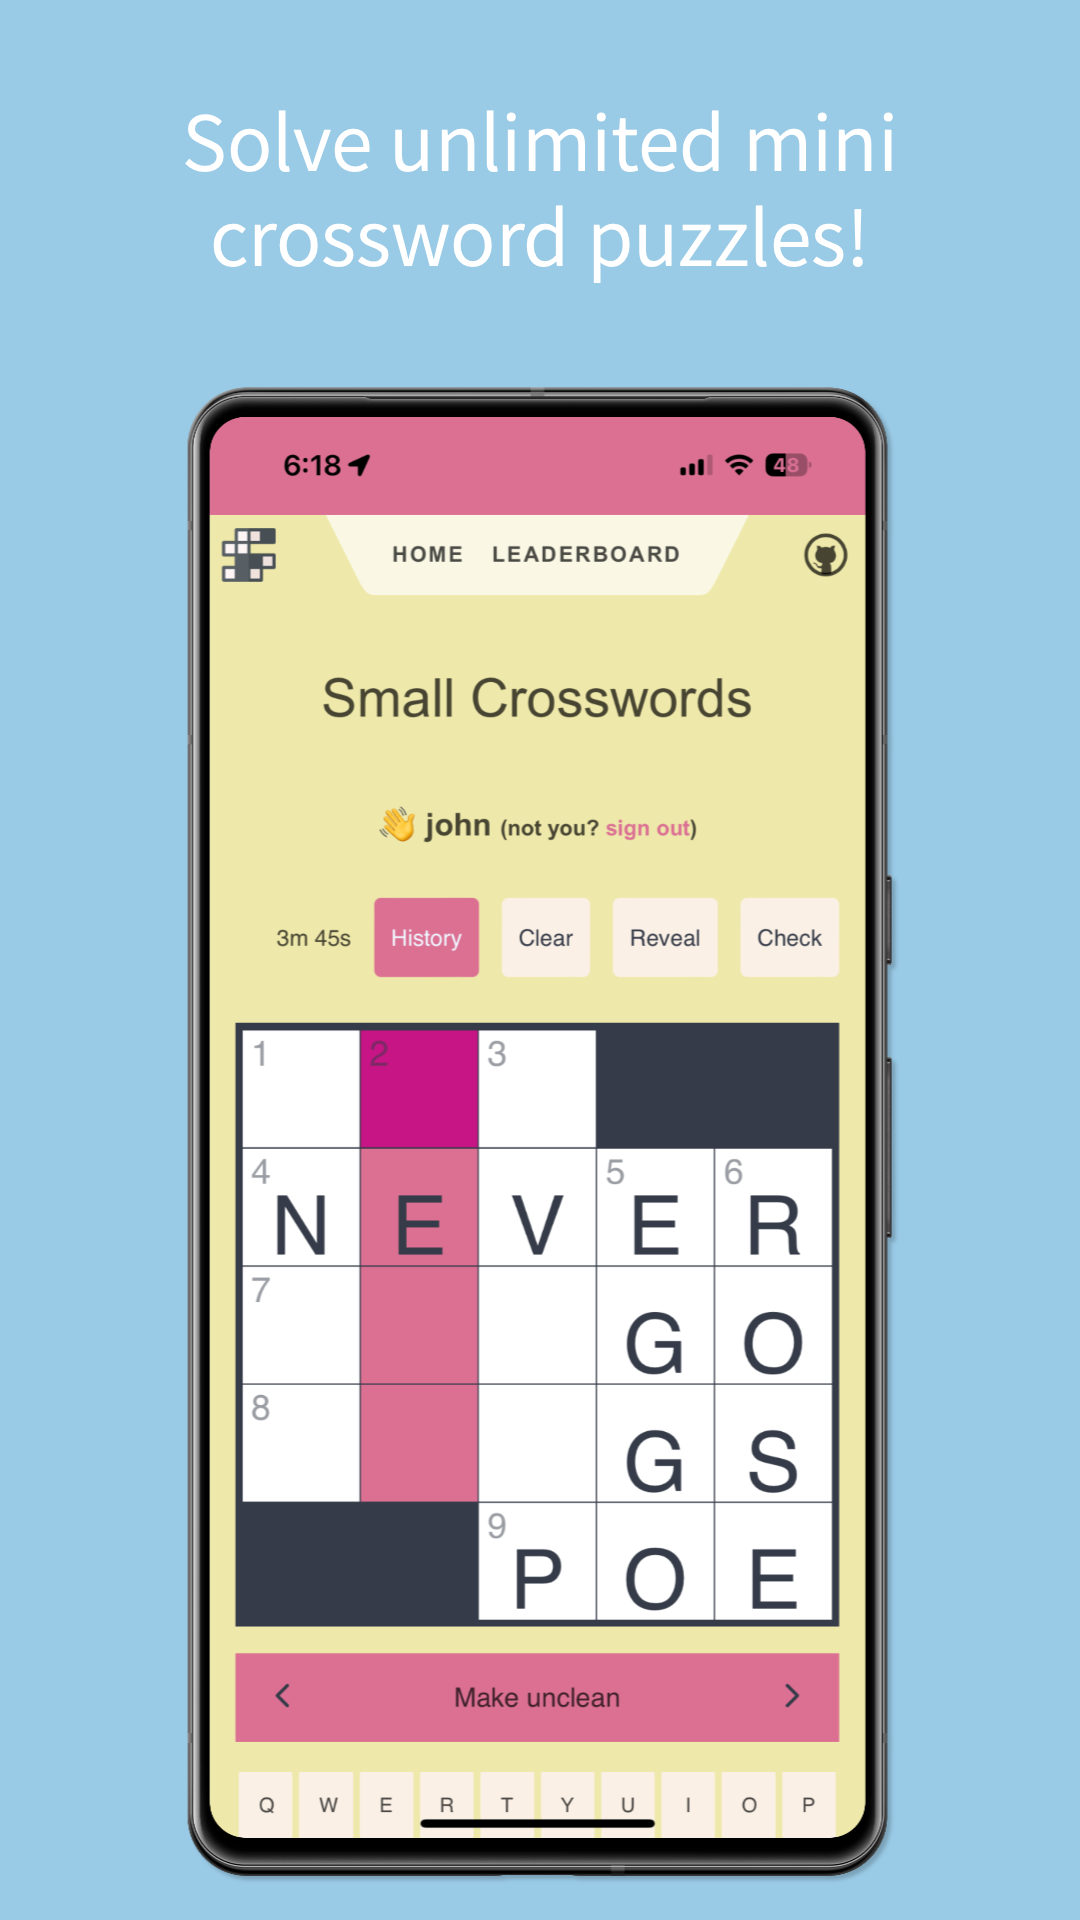 Solve unlimited mini
crossword puzzles!
6:18
48
HOME LEADERBOARD
Small Crosswords
👋 john (not you? sign out)
3m 45s History Clear Reveal Check
1 2 3
4 N E V 5 E 6 R
7 G O
8 G S
9 P O E
< Make unclean >
Q W E R T Y U I O P